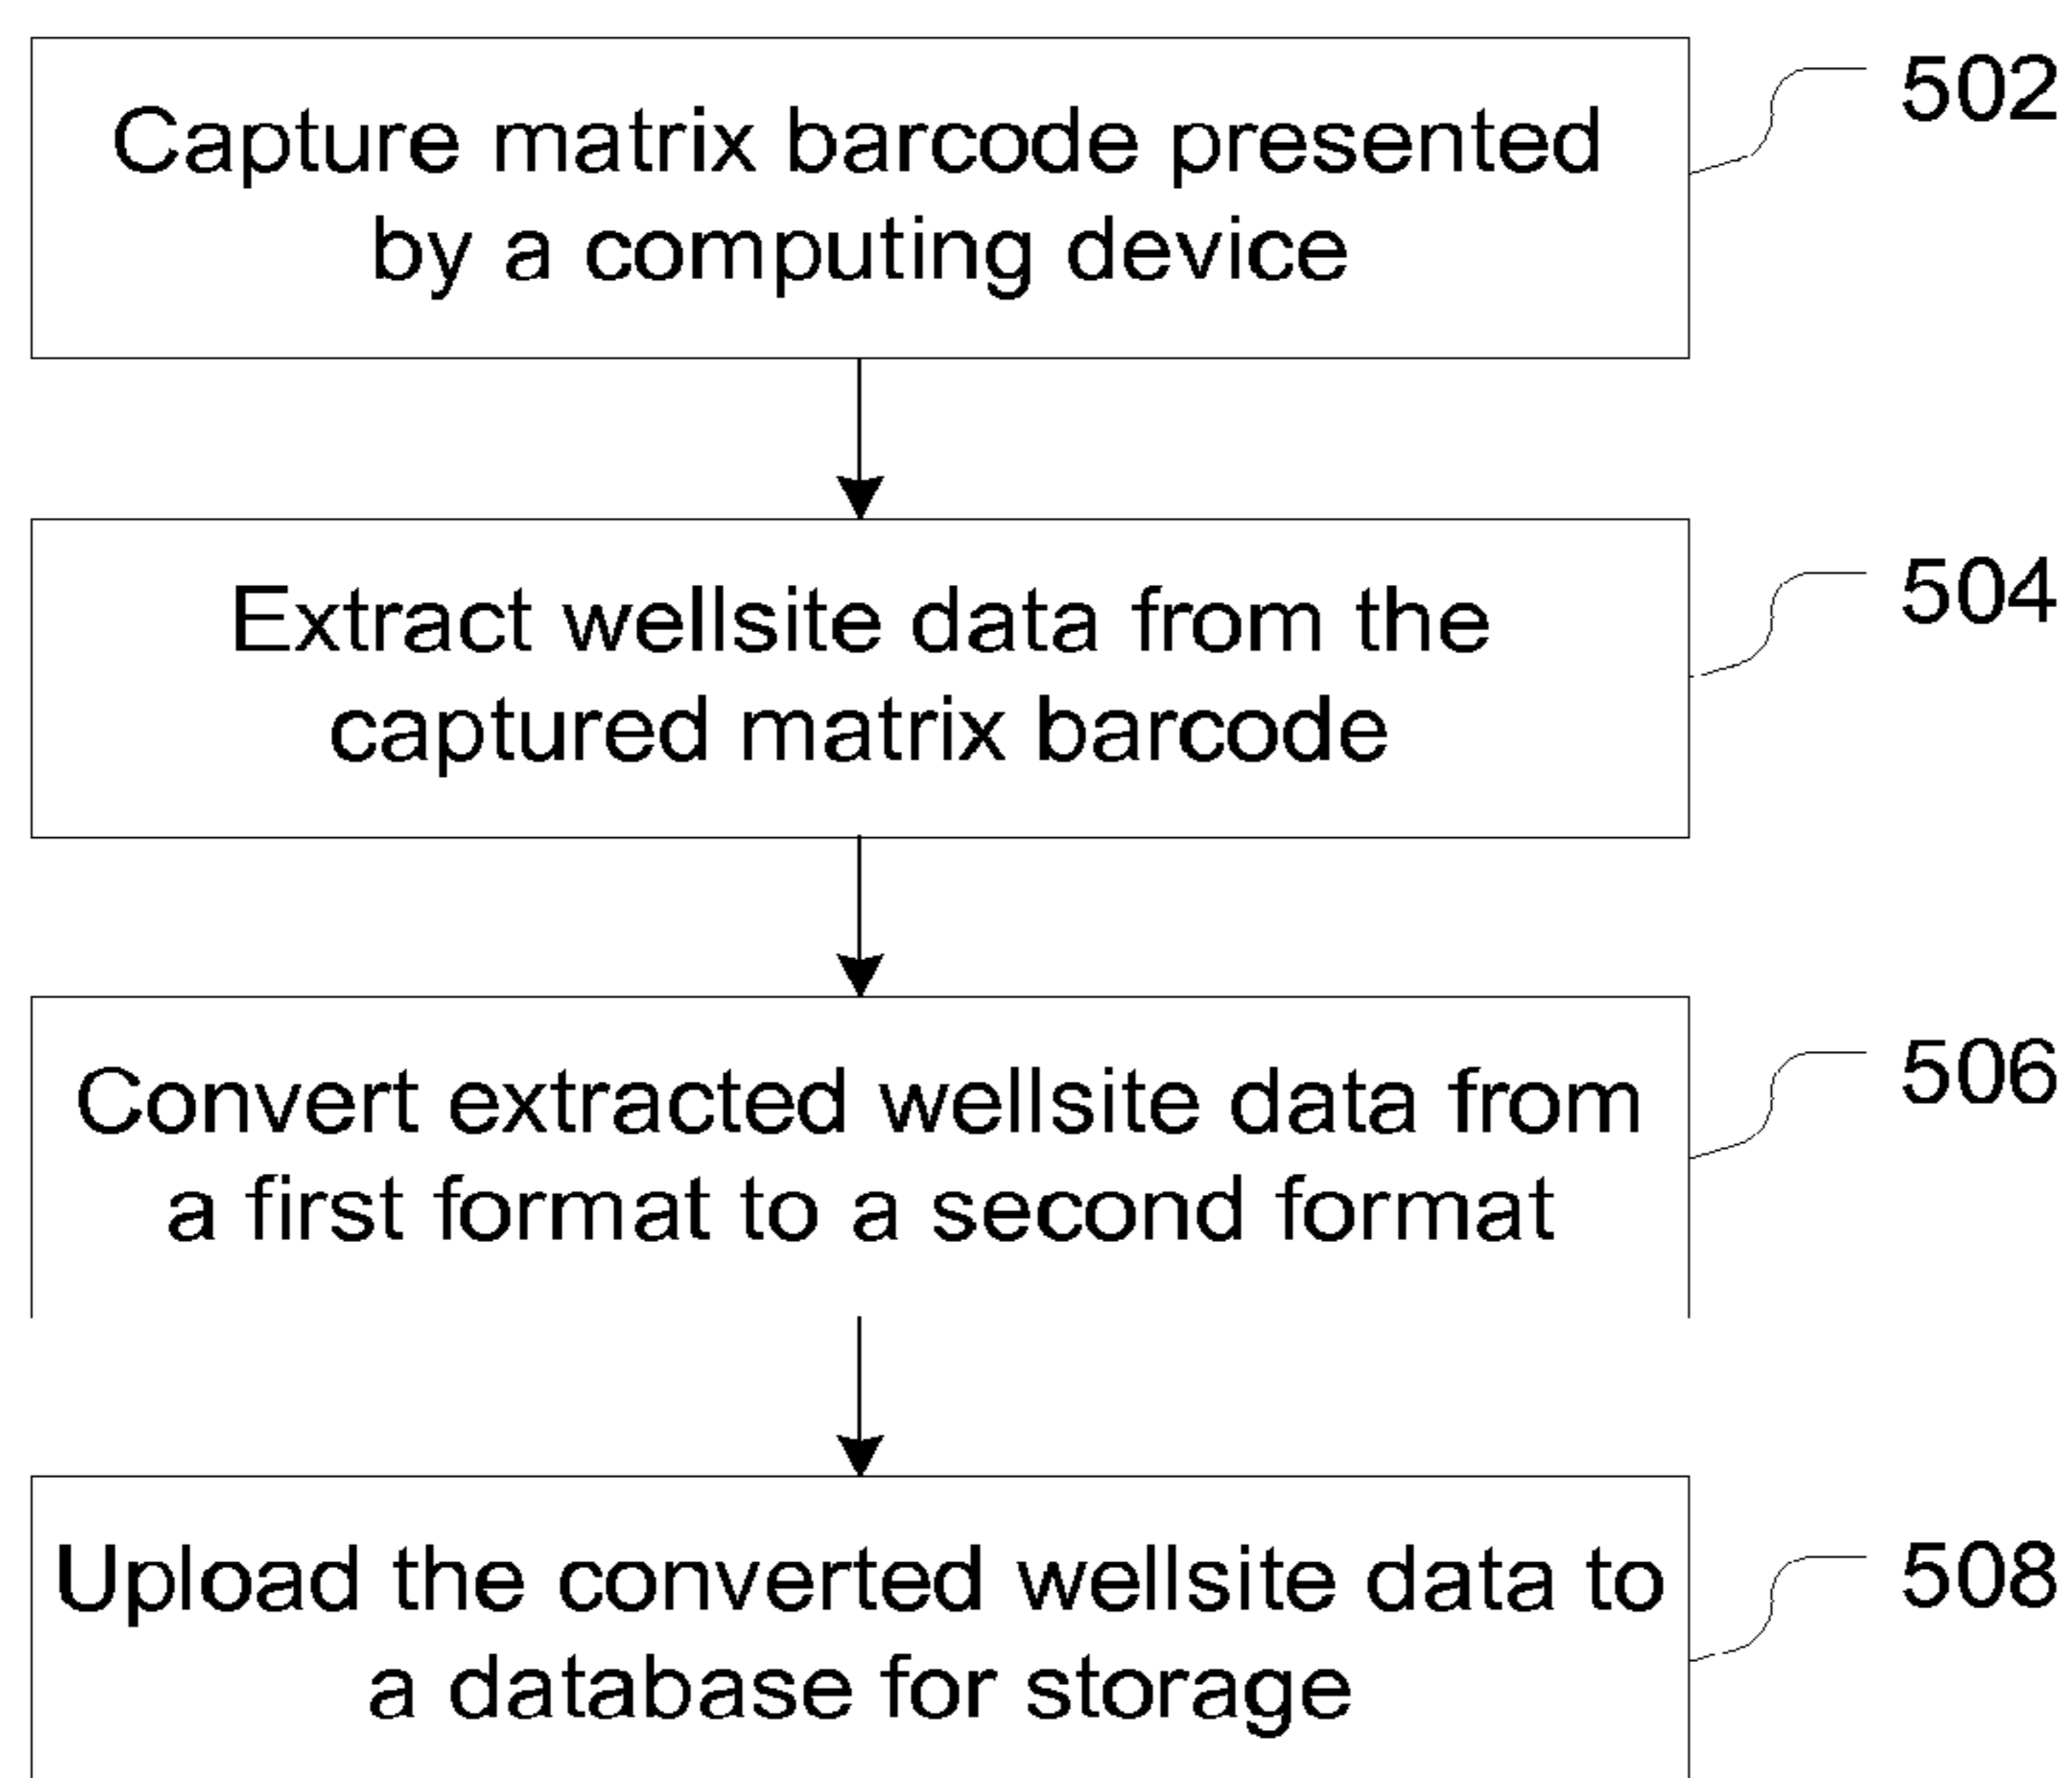 Capture matrix barcode presented
by a computing device
502
Extract wellsite data from the
captured matrix barcode
504
Convert extracted wellsite data from
a first format to a second format
506
Upload the converted wellsite data to
a database for storage
508